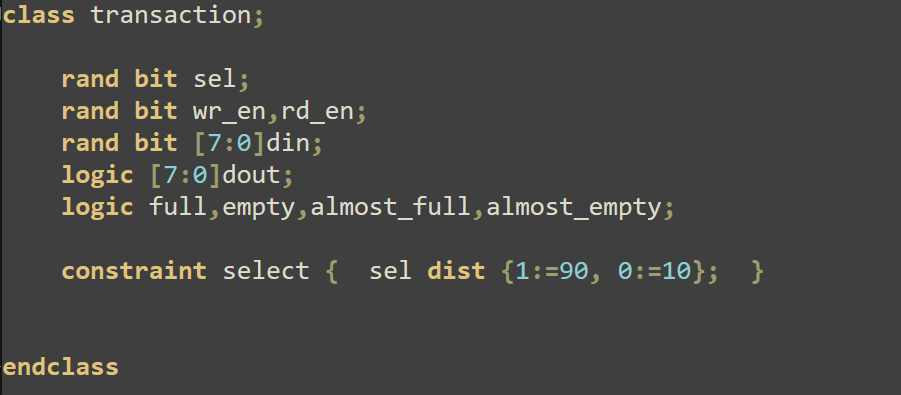 class transaction;
rand bit sel;
rand bit wr_en,rd_en;
rand bit [7:0]din;
logic [7:0]dout;
logic full,empty,almost_full,almost_empty;
constraint select {  sel dist {1:=90, 0:=10};  }
endclass